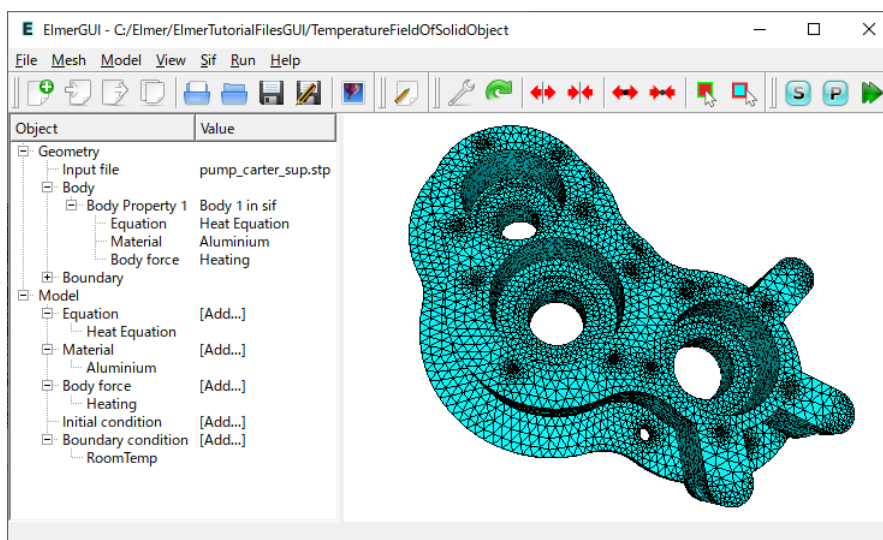 ElmerGUI - C:/Elmer/ElmerTutorialFilesGUI/TemperatureFieldOfSolidObject
File Mesh Model View Sif Run Help
S P
Object Value
Geometry
Input file pump_carter_sup.stp
Body
Body Property 1 Body 1 in sif
Equation Heat Equation
Material Aluminium
Body force Heating
Boundary
Model
Equation [Add...]
Heat Equation
Material [Add...]
Aluminium
Body force [Add...]
Heating
Initial condition [Add...]
Boundary condition [Add...]
RoomTemp